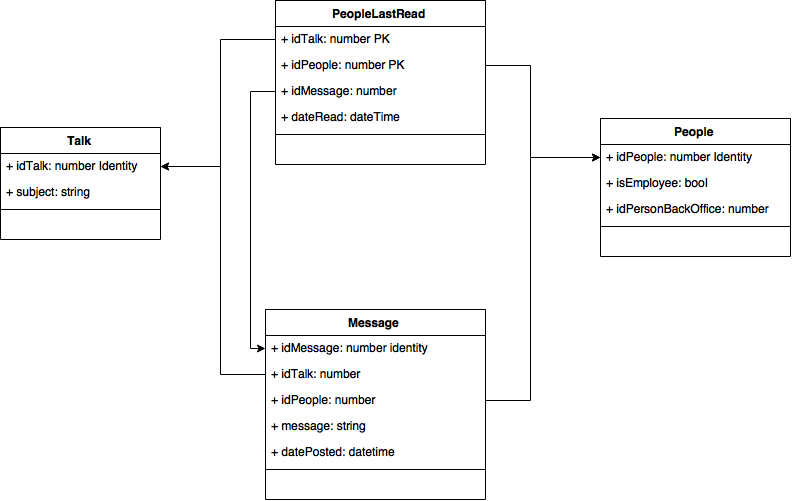 PeopleLastRead
+ idTalk: number PK
+ idPeople: number PK
+ idMessage: number
+ dateRead: dateTime
Talk
+ idTalk: number Identity
+ subject: string
People
+ idPeople: number Identity
+ isEmployee: bool
+ idPersonBackOffice: number
Message
+ idMessage: number identity
+ idTalk: number
+ idPeople: number
+ message: string
+ datePosted: datetime